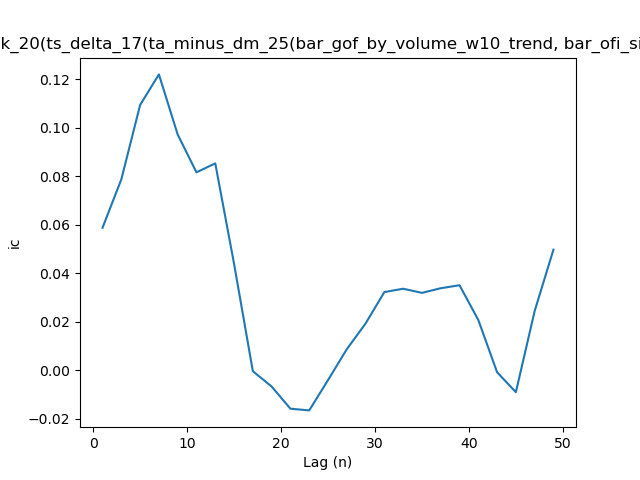 k_20(ts_delta_17(ta_minus_dm_25(bar_gof_by_volume_w10_trend, bar_ofi_si
0.12
0.10
0.08
0.06
0.04
0.02
0.00
−0.02
ic
0 10 20 30 40 50
Lag (n)